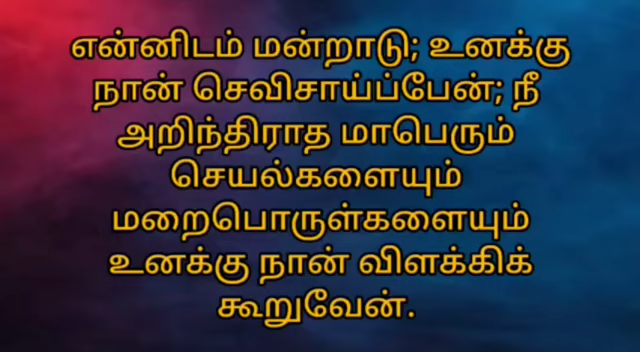 என்னிடம் மன்றாடு; உனக்கு
நான் செவிசாய்ப்பேன்; நீ
அறிந்திராத மாபெரும்
செயல்களையும்
மறைபொருள்களையும்
உனக்கு நான் விளக்கிக்
கூறுவேன்.